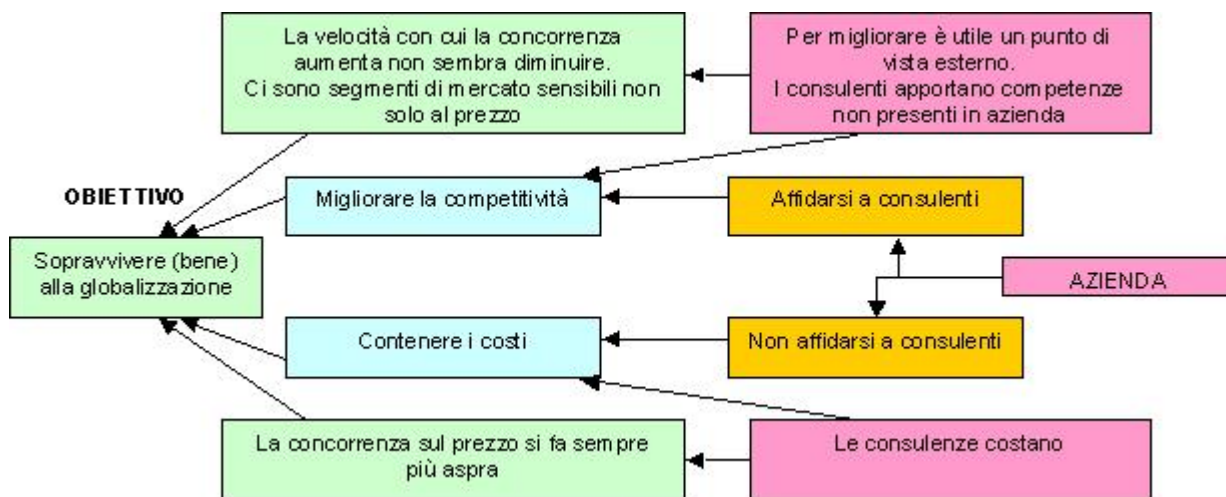 La velocità con cui la concorrenza
aumenta non sembra diminuire.
Ci sono segmenti di mercato sensibili non
solo al prezzo
Per migliorare è utile un punto di
vista esterno.
I consulenti apportano competenze
non presenti in azienda
OBIETTIVO
Migliorare la competitività
Affidarsi a consulenti
Sopravvivere (bene)
alla globalizzazione
AZIENDA
Contenere i costi
Non affidarsi a consulenti
La concorrenza sul prezzo si fa sempre
più aspra
Le consulenze costano